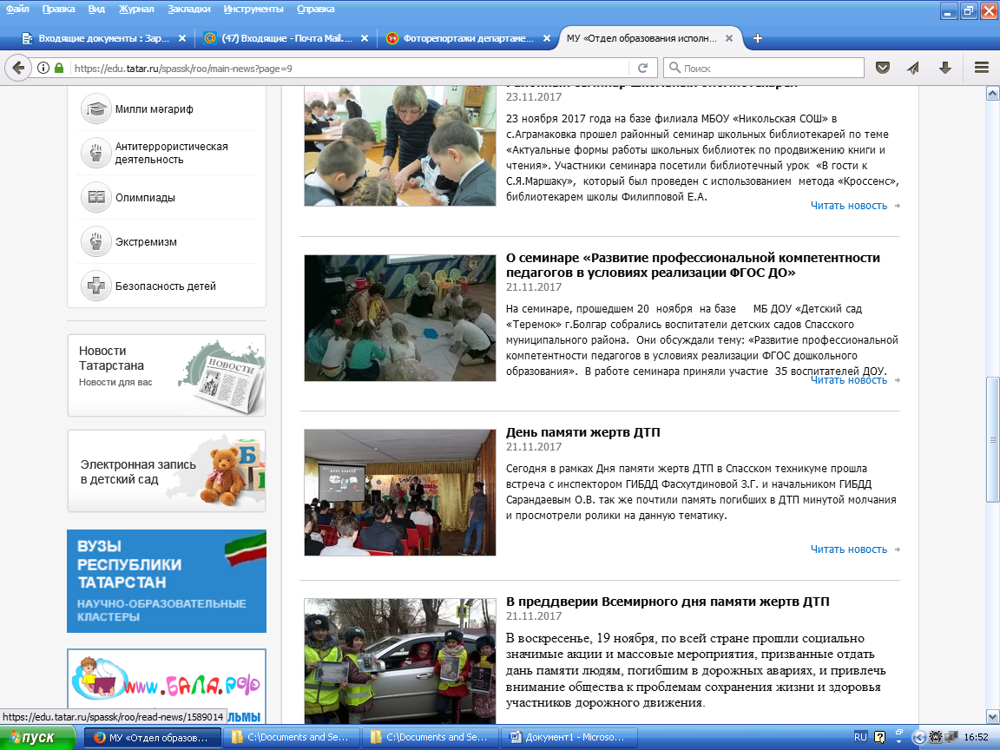 Файл Правка Вид Журнал Закладки Инструменты Справка
Входящие документы : Зар... (47) Входящие - Почта Mail.... Фоторепортажи департаме... МУ «Отдел образования исполн...
https://edu.tatar.ru/spassk/roo/main-news?page=9
Поиск
Милли мәгариф
Антитеррористическая
деятельность
Олимпиады
Экстремизм
Безопасность детей
Новости
Татарстана
Новости для вас
НОВОСТИ
Электронная запись
в детский сад
Б
ВУЗЫ
РЕСПУБЛИКИ
ТАТАРСТАН
НАУЧНО-ОБРАЗОВАТЕЛЬНЫЕ
КЛАСТЕРЫ
www.БАЛА.РФ
23.11.2017
23 ноября 2017 года на базе филиала МБОУ «Никольская СОШ» в
с.Аграмаковка прошел районный семинар школьных библиотекарей по теме
«Актуальные формы работы школьных библиотек по продвижению книги и
чтения». Участники семинара посетили библиотечный урок «В гости к
С.Я.Маршаку», который был проведен с использованием метода «Кроссенс»,
библиотекарем школы Филипповой Е.А.
Читать новость
О семинаре «Развитие профессиональной компетентности
педагогов в условиях реализации ФГОС ДО»
21.11.2017
На семинаре, прошедшем 20 ноября на базе МБ ДОУ «Детский сад
«Теремок» г.Болгар собрались воспитатели детских садов Спасского
муниципального района. Они обсуждали тему: «Развитие профессиональной
компетентности педагогов в условиях реализации ФГОС дошкольного
образования». В работе семинара приняли участие 35 воспитателей ДОУ.
Читать новость
День памяти жертв ДТП
21.11.2017
Сегодня в рамках Дня памяти жертв ДТП в Спасском техникуме прошла
встреча с инспектором ГИБДД Фасхутдиновой З.Г. и начальником ГИБДД
Сарандаевым О.В. так же почтили память погибших в ДТП минутой молчания
и просмотрели ролики на данную тематику.
Читать новость
В преддверии Всемирного дня памяти жертв ДТП
21.11.2017
В воскресенье, 19 ноября, по всей стране прошли социально
значимые акции и массовые мероприятия, призванные отдать
дань памяти людям, погибшим в дорожных авариях, и привлечь
внимание общества к проблемам сохранения жизни и здоровья
участников дорожного движения.
https://edu.tatar.ru/spassk/roo/read-news/1589014
пуск МУ «Отдел образов... C:\Documents and Se... C:\Documents and Se... Документ1 - Microso... RU 16:52